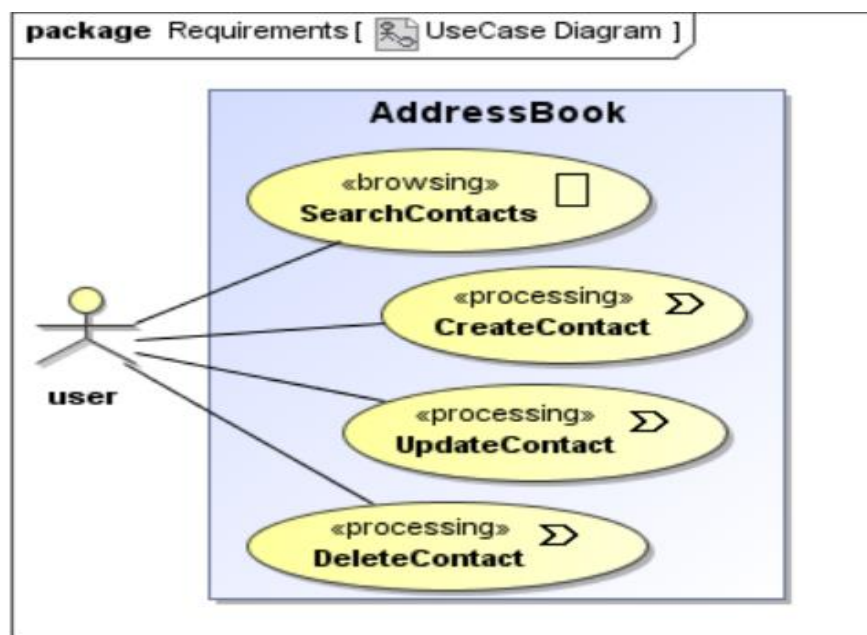 package Requirements [ UseCase Diagram ]
AddressBook
«browsing»
SearchContacts
«processing»
CreateContact
user
«processing»
UpdateContact
«processing»
DeleteContact